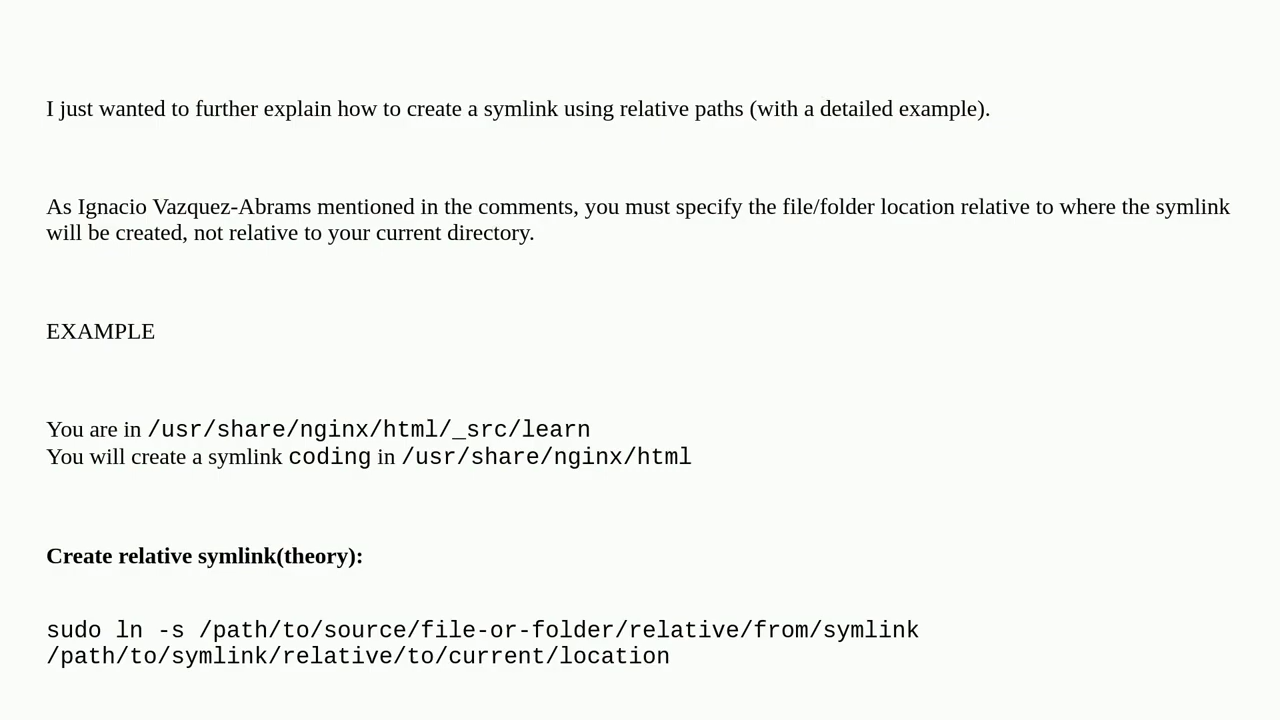 I just wanted to further explain how to create a symlink using relative paths (with a detailed example).
As Ignacio Vazquez-Abrams mentioned in the comments, you must specify the file/folder location relative to where the symlink
will be created, not relative to your current directory.
EXAMPLE
You are in /usr/share/nginx/html/_src/learn
You will create a symlink coding in /usr/share/nginx/html
Create relative symlink(theory):
sudo ln -s /path/to/source/file-or-folder/relative/from/symlink
/path/to/symlink/relative/to/current/location